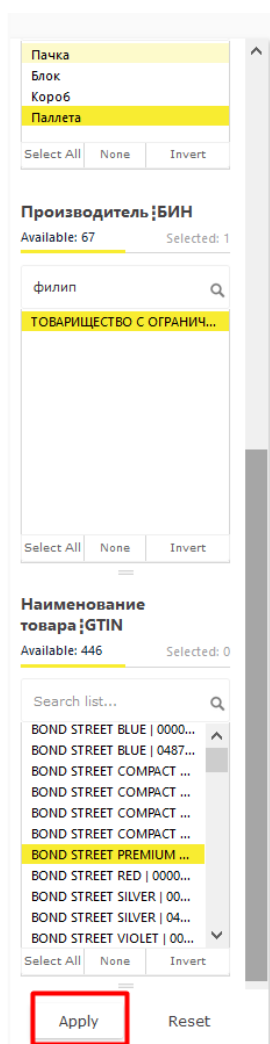 Пачка
Блок
Короб
Паллета
Select All None Invert
Производитель¦БИН
Available: 67 Selected: 1
филип
ТОВАРИЩЕСТВО С ОГРАНИЧ...
Select All None Invert
Наименование
товара¦GTIN
Available: 446 Selected: 0
Search list...
BOND STREET BLUE | 0000...
BOND STREET BLUE | 0487...
BOND STREET COMPACT ...
BOND STREET COMPACT ...
BOND STREET COMPACT ...
BOND STREET COMPACT ...
BOND STREET PREMIUM ...
BOND STREET RED | 0000...
BOND STREET SILVER | 00...
BOND STREET SILVER | 04...
BOND STREET VIOLET | 00...
Select All None Invert
Apply Reset